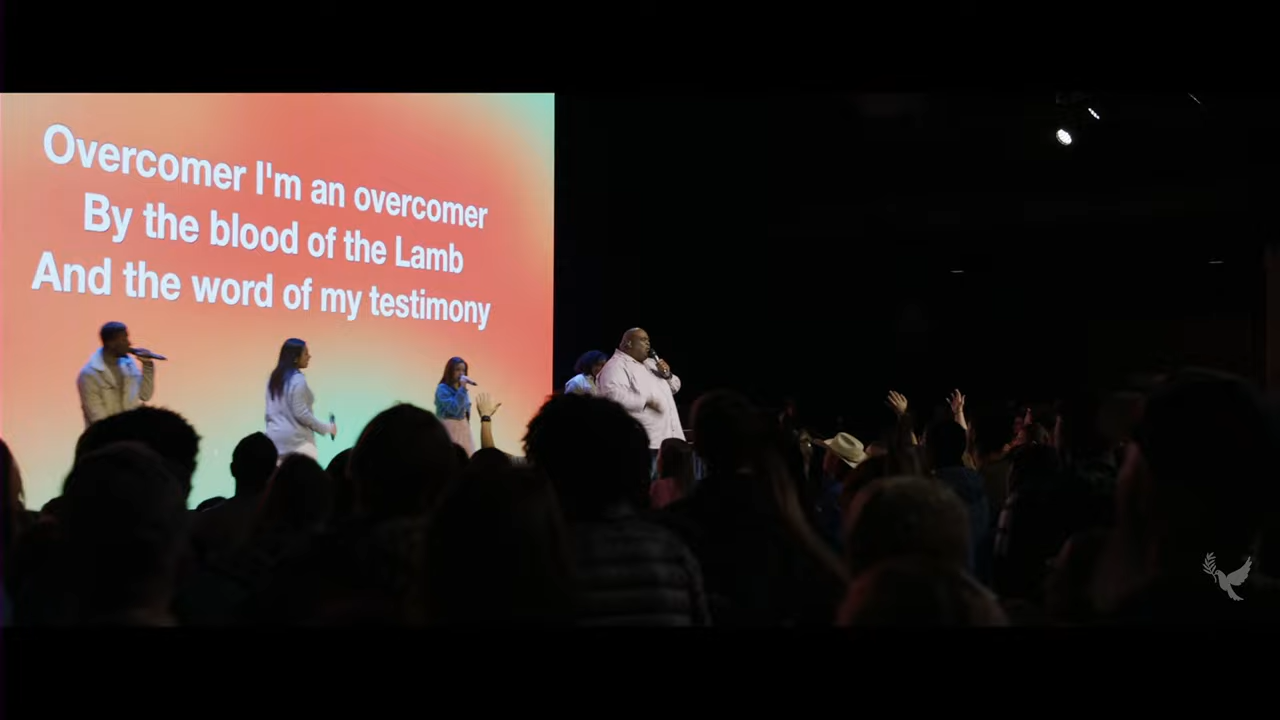 Overcomer I'm an overcomer
By the blood of the Lamb
And the word of my testimony